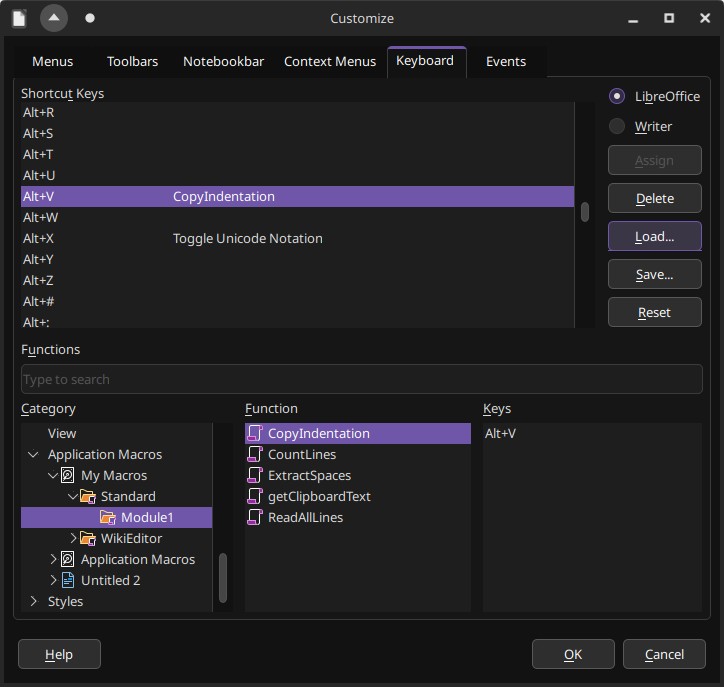 Customize
Menus Toolbars Notebookbar Context Menus Keyboard Events
Shortcut Keys
Alt+R
Alt+S
Alt+T
Alt+U
Alt+V CopyIndentation
Alt+W
Alt+X Toggle Unicode Notation
Alt+Y
Alt+Z
Alt+#
Alt+:
LibreOffice
Writer
Assign
Delete
Load...
Save...
Reset
Functions
Type to search
Category
View
Application Macros
My Macros
Standard
Module1
WikiEditor
Application Macros
Untitled 2
Styles
Function
CopyIndentation
CountLines
ExtractSpaces
getClipboardText
ReadAllLines
Keys
Alt+V
Help OK Cancel